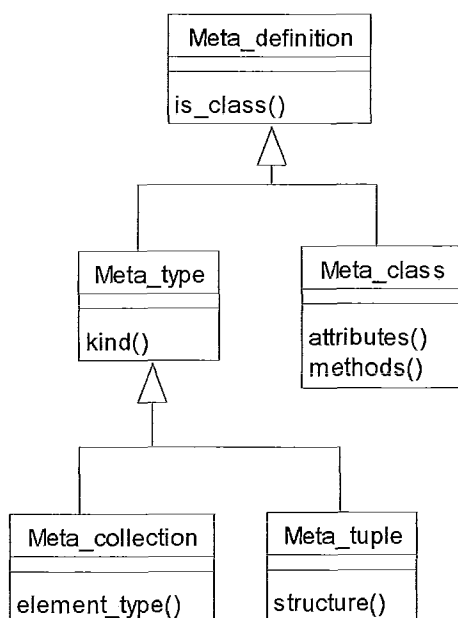 Meta_definition
is_class()
Meta_type
kind()
Meta_class
attributes()
methods()
Meta_collection
element_type()
Meta_tuple
structure()